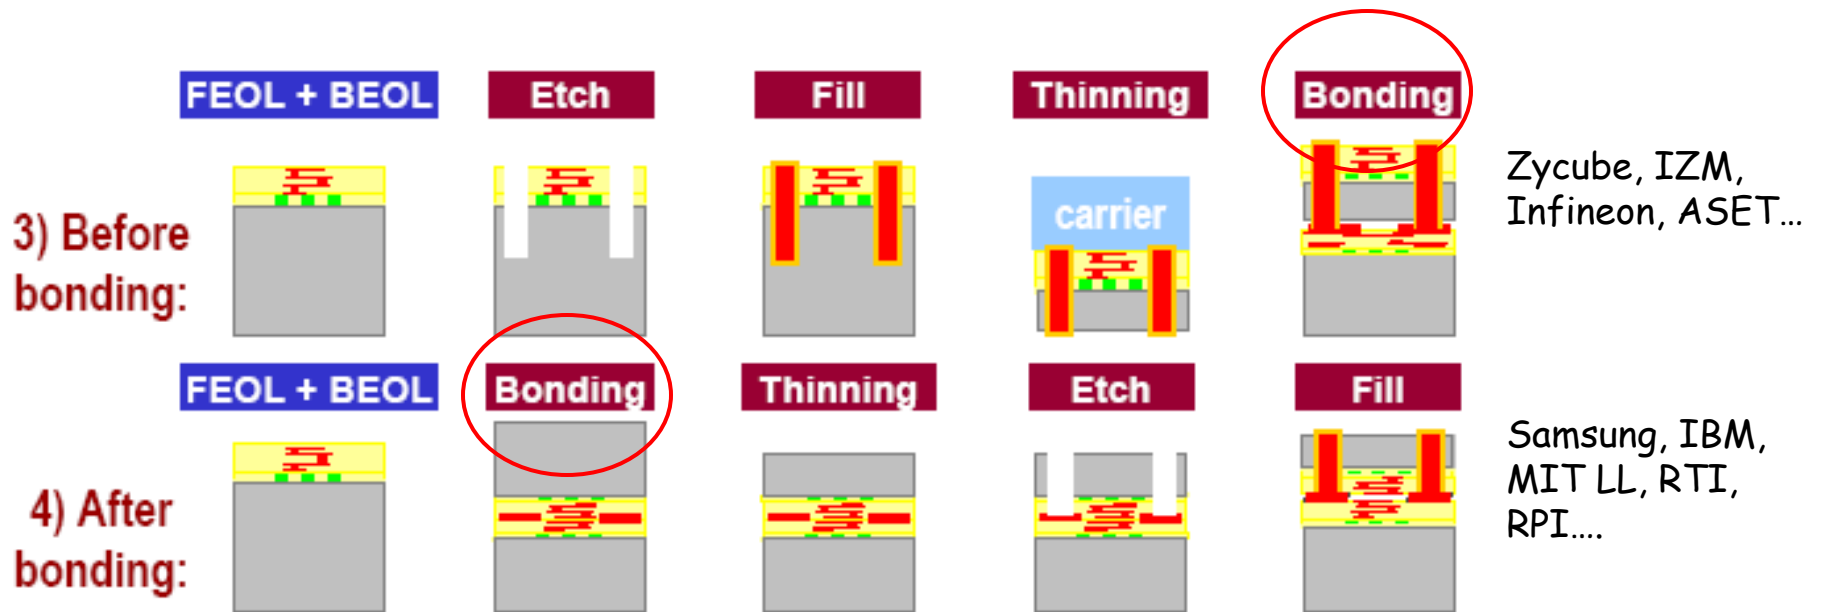 FEOL + BEOL
Etch
Fill
Thinning
Bonding
3) Before
bonding:
carrier
Zycube, IZM,
Infineon, ASET...
FEOL + BEOL
Bonding
Thinning
Etch
Fill
4) After
bonding:
Samsung, IBM,
MIT LL, RTI,
RPI....